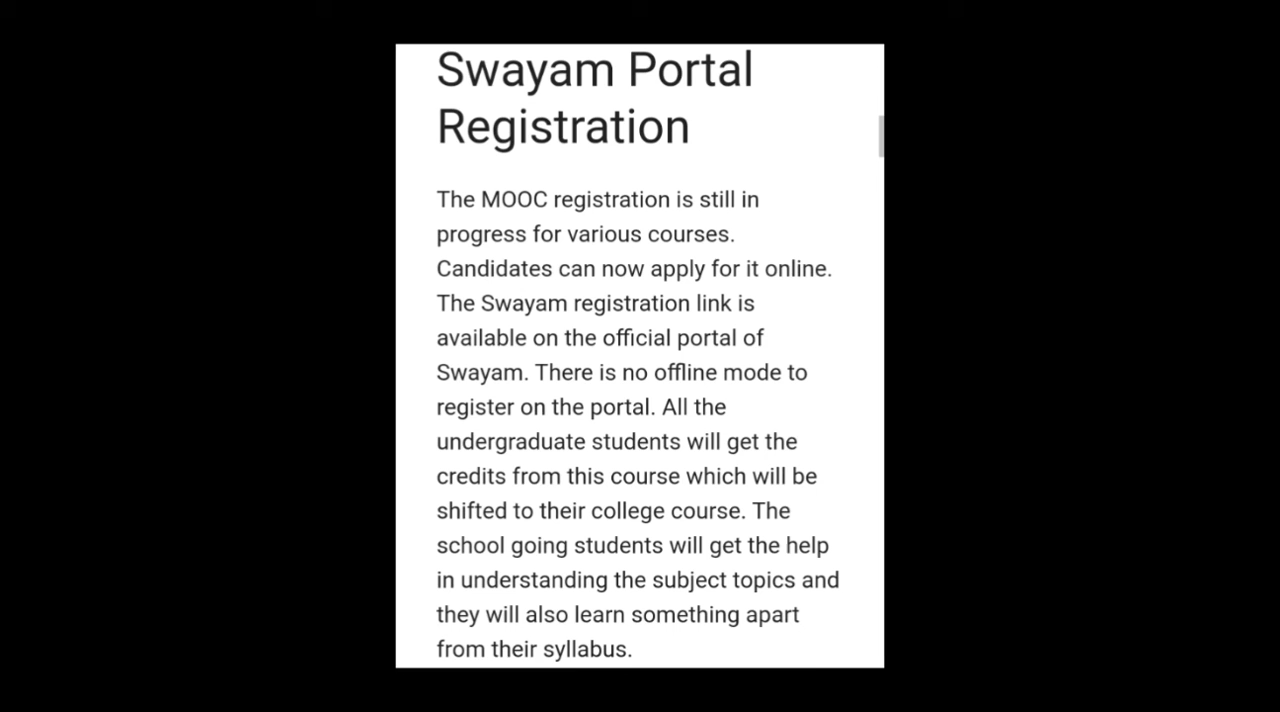 Swayam Portal
Registration
The MOOC registration is still in
progress for various courses.
Candidates can now apply for it online.
The Swayam registration link is
available on the official portal of
Swayam. There is no offline mode to
register on the portal. All the
undergraduate students will get the
credits from this course which will be
shifted to their college course. The
school going students will get the help
in understanding the subject topics and
they will also learn something apart
from their syllabus.